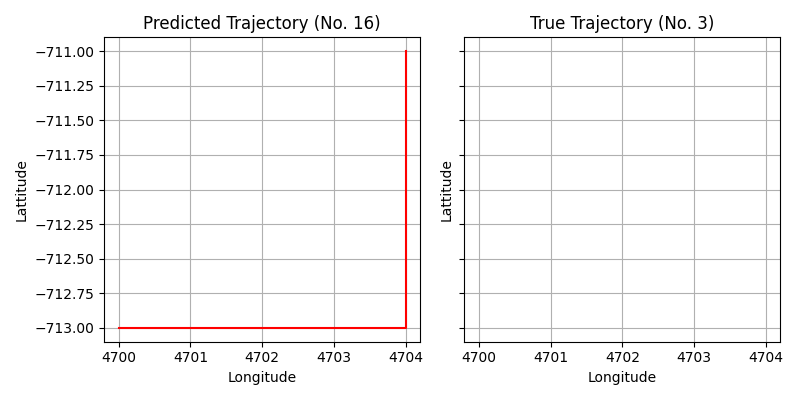 Predicted Trajectory (No. 16)
True Trajectory (No. 3)
−711.00
−711.25
−711.50
−711.75
−712.00
−712.25
−712.50
−712.75
−713.00
Lattitude
Lattitude
4700 4701 4702 4703 4704
4700 4701 4702 4703 4704
Longitude
Longitude